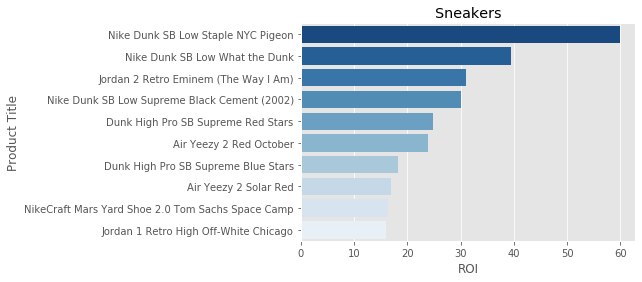 Sneakers
Product Title
Nike Dunk SB Low Staple NYC Pigeon
Nike Dunk SB Low What the Dunk
Jordan 2 Retro Eminem (The Way I Am)
Nike Dunk SB Low Supreme Black Cement (2002)
Dunk High Pro SB Supreme Red Stars
Air Yeezy 2 Red October
Dunk High Pro SB Supreme Blue Stars
Air Yeezy 2 Solar Red
NikeCraft Mars Yard Shoe 2.0 Tom Sachs Space Camp
Jordan 1 Retro High Off-White Chicago
0 10 20 30 40 50 60
ROI